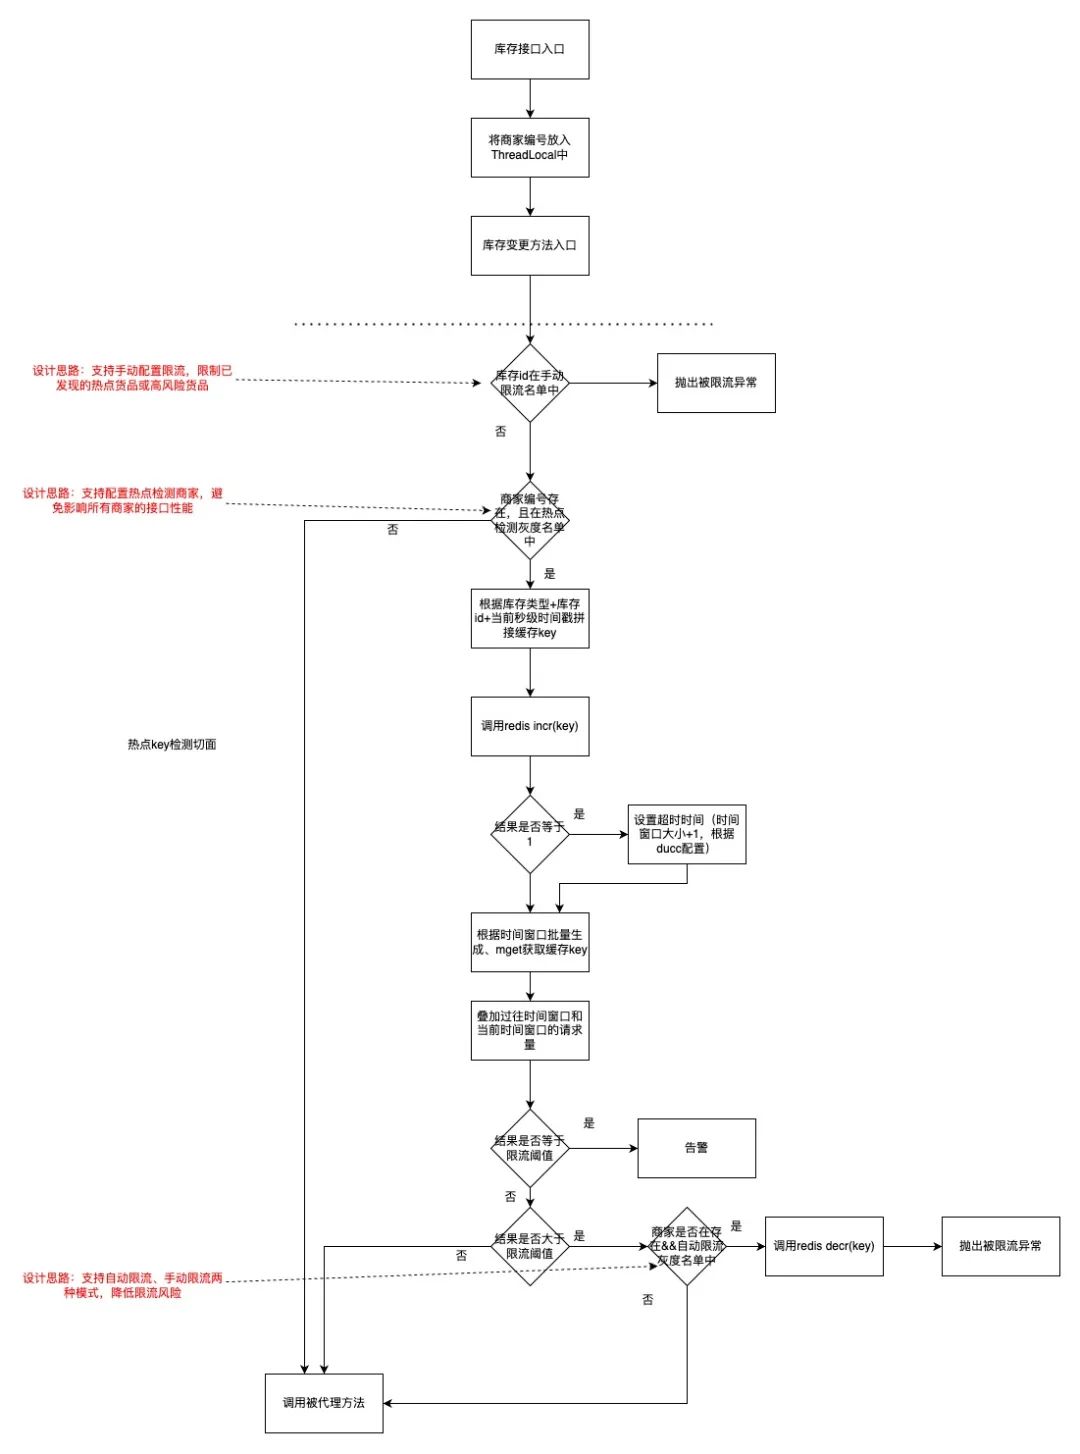 库存接口入口
将商家编号放入
ThreadLocal中
库存变更方法入口
设计思路：支持手动配置限流，限制已
发现的热点货品或高风险货品
库存id在手动
限流名单中
抛出被限流异常
否
设计思路：支持配置热点检测商家，避
免影响所有商家的接口性能
商家编号存
在，且在热点
检测灰度名单
中
否
是
根据库存类型+库存
id+当前秒级时间戳拼
接缓存key
调用redis incr(key)
热点key检测切面
结果是否等于
1
是
设置超时时间（时间
窗口大小+1，根据
ducc配置）
根据时间窗口批量生
成、mget获取缓存key
叠加过往时间窗口和
当前时间窗口的请求
量
结果是否等于
限流阈值
是
告警
否
结果是否大于
限流阈值
是
否
商家是否在存
在&&自动限流
灰度名单中
是
调用redis decr(key)
抛出被限流异常
设计思路：支持自动限流、手动限流两
种模式，降低限流风险
否
调用被代理方法